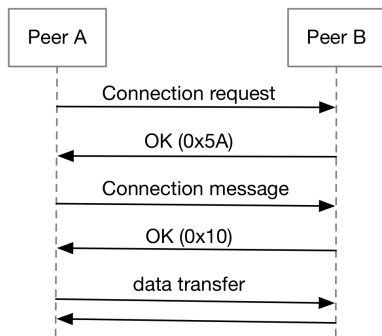 Peer A
Peer B
Connection request
OK (0x5A)
Connection message
OK (0x10)
data transfer